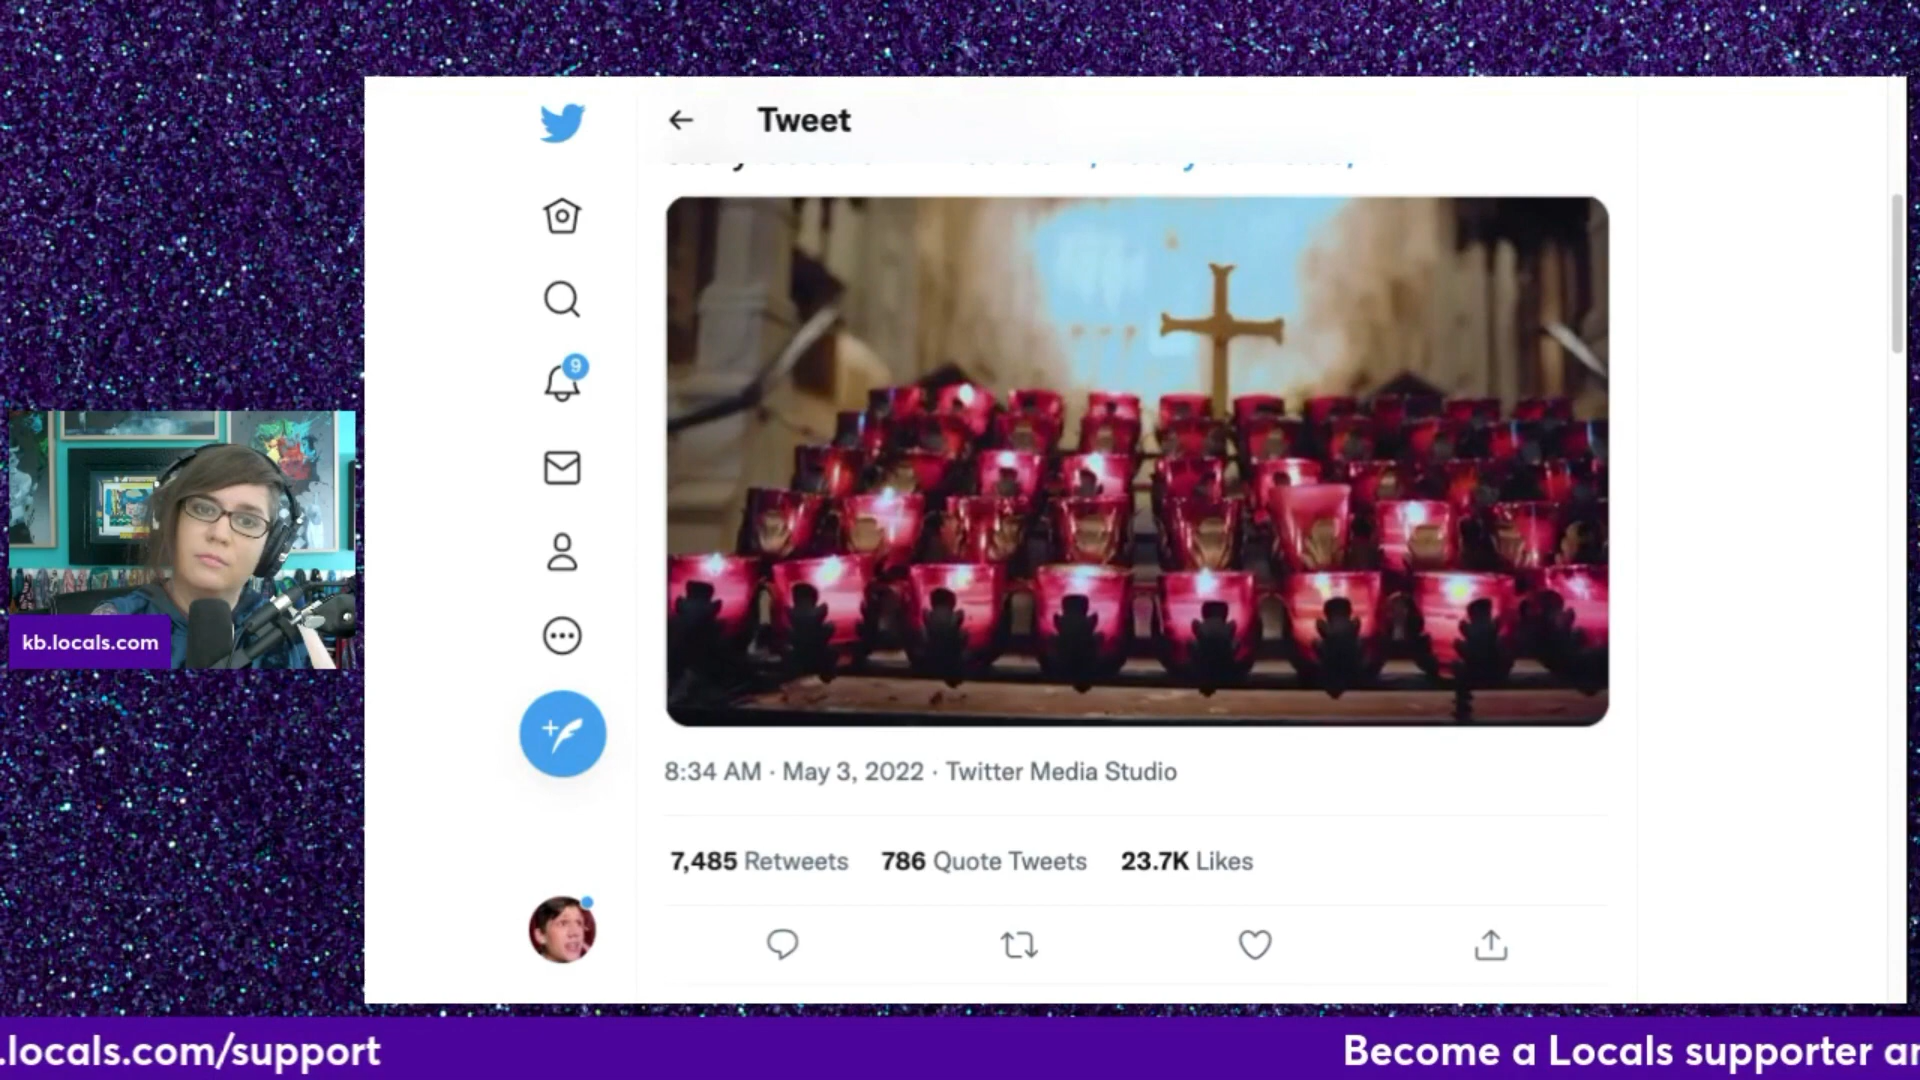 Tweet
9
8:34 AM · May 3, 2022 · Twitter Media Studio
7,485 Retweets 786 Quote Tweets 23.7K Likes
kb.locals.com
.locals.com/support
Become a Locals supporter ar